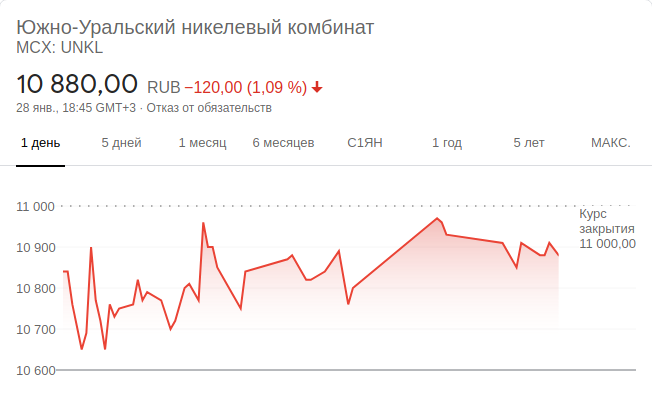 Южно-Уральский никелевый комбинат
MCX: UNKL
10 880,00 RUB −120,00 (1,09 %)
28 янв., 18:45 GMT+3 · Отказ от обязательств
1 день 5 дней 1 месяц 6 месяцев С1ЯН 1 год 5 лет МАКС.
11 000
Курс
закрытия
11 000,00
10 900
10 800
10 700
10 600